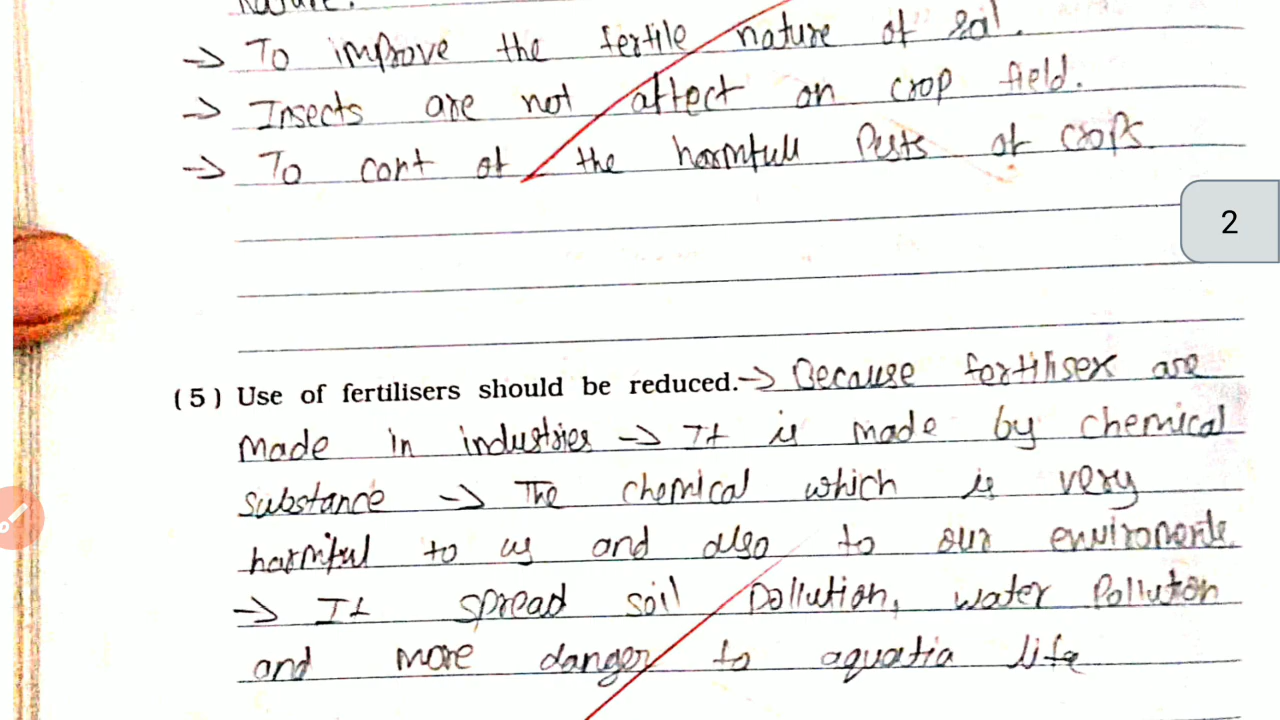 Nature.
→ To improve the fertile nature of soil.
→ Insects are not affect on crop field.
→ To cont of the harmfull Pests of crops.
2
(5) Use of fertilisers should be reduced.→ Because fertiliser are
made in industries → It is made by chemical
substance → The chemical which is very
harmful to us and also to our
→ It spread soil Pollution, water Polluton
and more danger to aquatia life